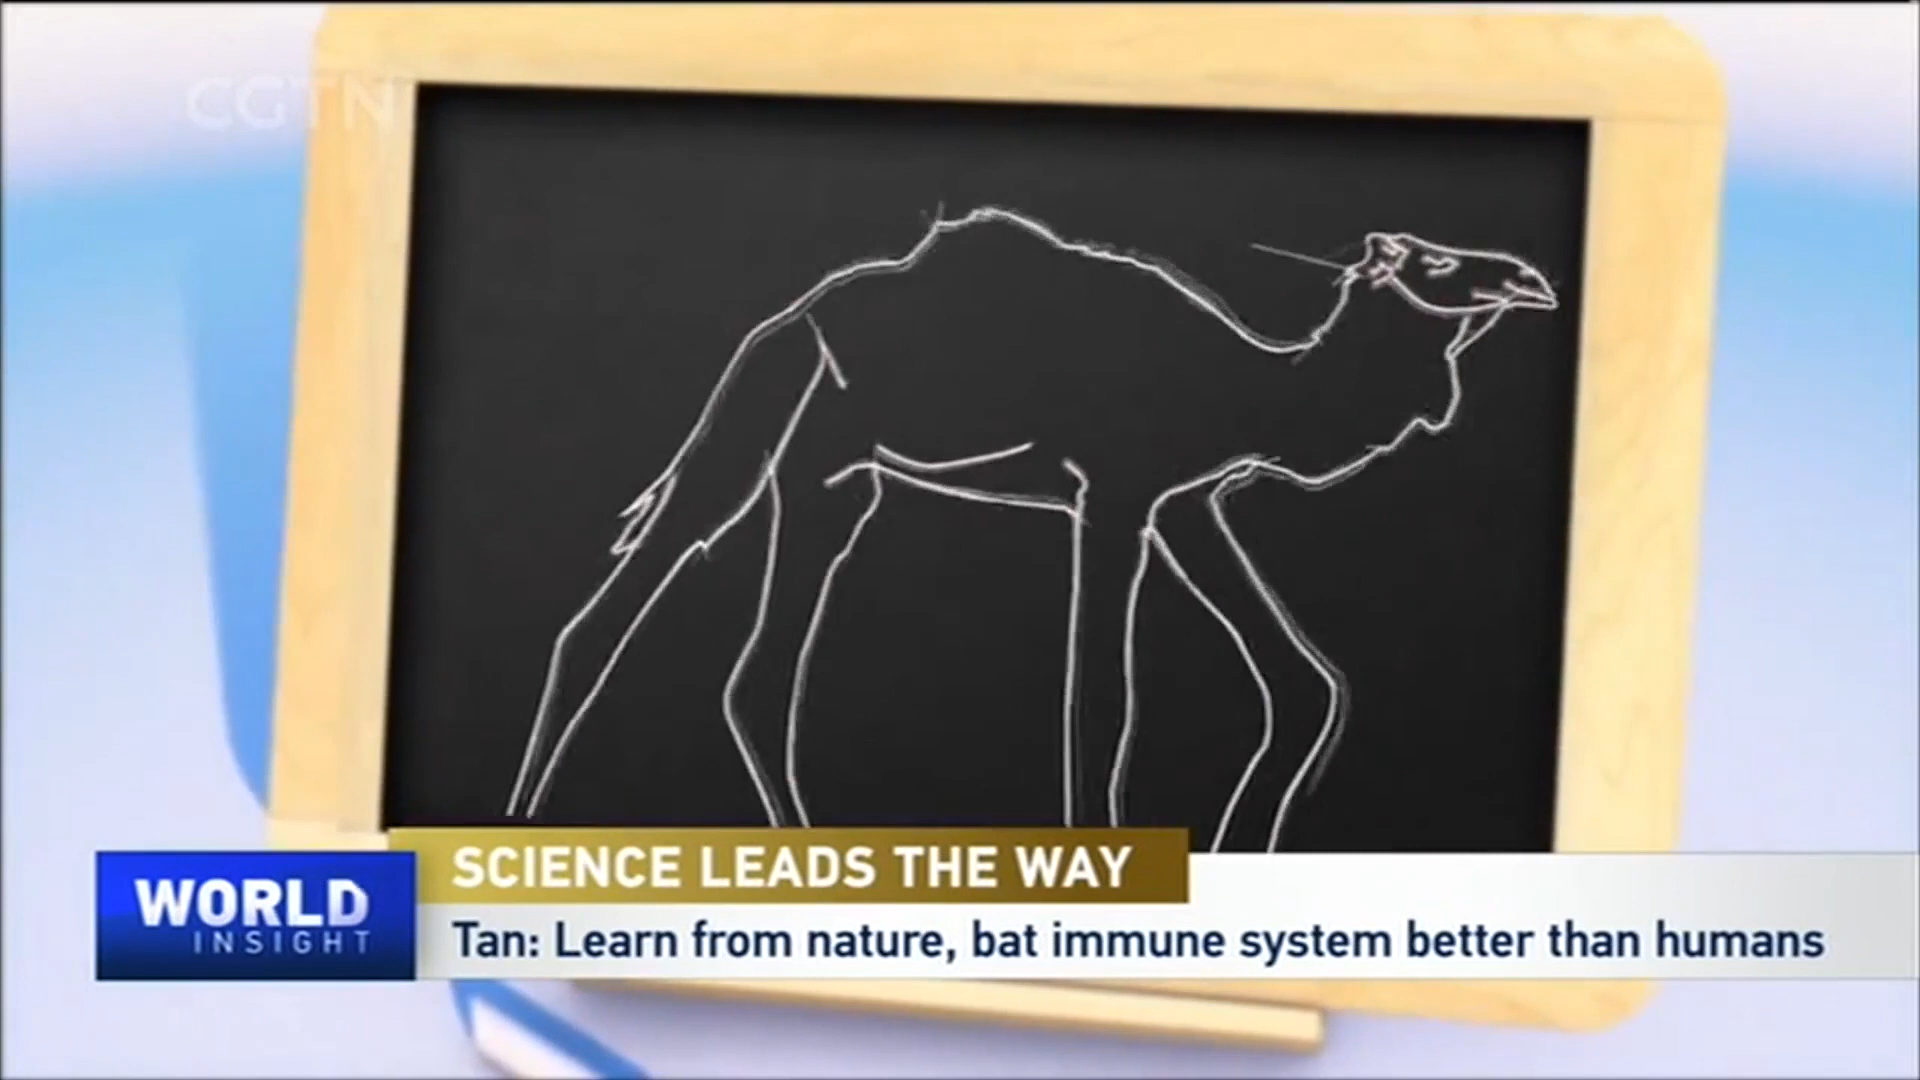 CGTN
SCIENCE LEADS THE WAY
WORLD
INSIGHT
Tan: Learn from nature, bat immune system better than humans